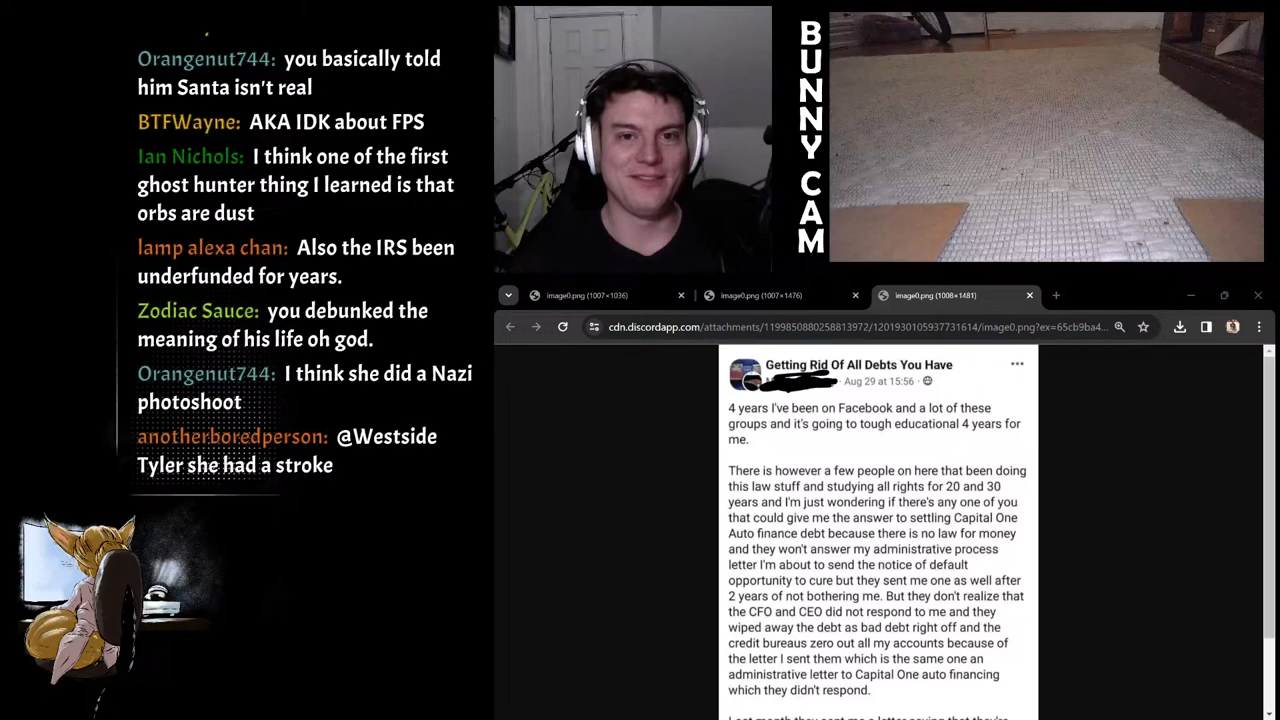 Orangenut744: you basically told
him Santa isn't real
BTFWayne: AKA IDK about FPS
Ian Nichols: I think one of the first
ghost hunter thing I learned is that
orbs are dust
lamp alexa chan: Also the IRS been
underfunded for years.
Zodiac Sauce: you debunked the
meaning of his life oh god.
Orangenut744: I think she did a Nazi
photoshoot
anotherboredperson: @Westside
Tyler she had a stroke
BUNNY CAM
image0.png (1007×1036)
image0.png (1007×1476)
image0.png (1008×1481)
cdn.discordapp.com/attachments/1199850880258813972/1201930105937731614/image0.png?ex=65cb9ba4...
Getting Rid Of All Debts You Have
Aug 29 at 15:56
4 years I've been on Facebook and a lot of these
groups and it's going to tough educational 4 years for
me.
There is however a few people on here that been doing
this law stuff and studying all rights for 20 and 30
years and I'm just wondering if there's any one of you
that could give me the answer to settling Capital One
Auto finance debt because there is no law for money
and they won't answer my administrative process
letter I'm about to send the notice of default
opportunity to cure but they sent me one as well after
2 years of not bothering me. But they don't realize that
the CFO and CEO did not respond to me and they
wiped away the debt as bad debt right off and the
credit bureaus zero out all my accounts because of
the letter I sent them which is the same one an
administrative letter to Capital One auto financing
which they didn't respond.